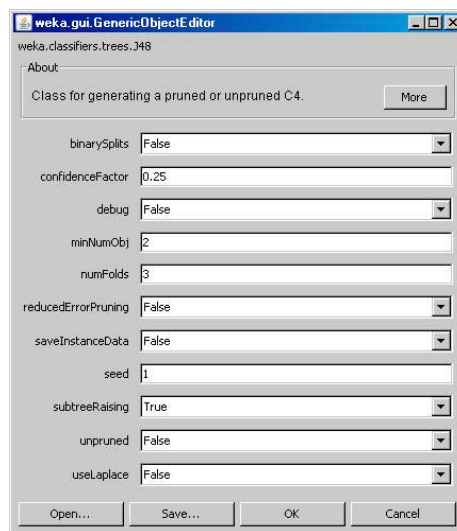 weka.gui.GenericObjectEditor
weka.classifiers.trees.J48
About
Class for generating a pruned or unpruned C4. More
binarySplits False
confidenceFactor 0.25
debug False
minNumObj 2
numFolds 3
reducedErrorPruning False
saveInstanceData False
seed 1
subtreeRaising True
unpruned False
useLaplace False
Open... Save... OK Cancel